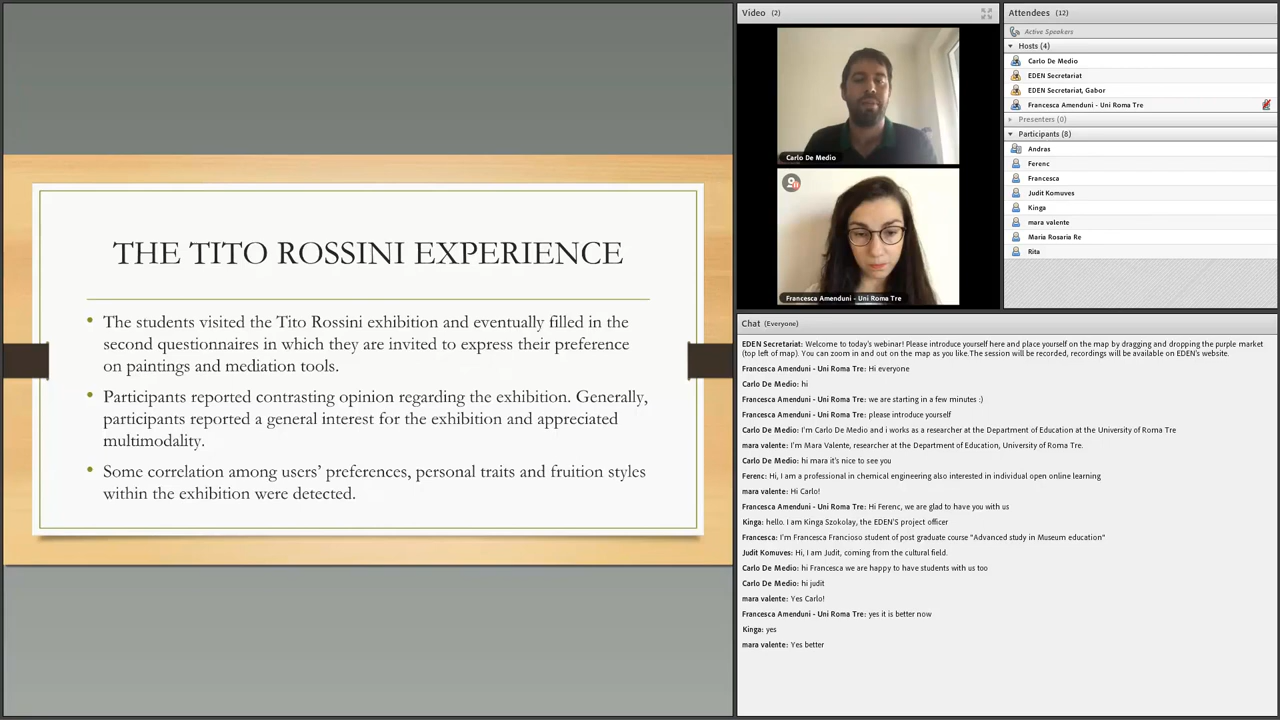 THE TITO ROSSINI EXPERIENCE
• The students visited the Tito Rossini exhibition and eventually filled in the
second questionnaires in which they are invited to express their preference
on paintings and mediation tools.
• Participants reported contrasting opinion regarding the exhibition. Generally,
participants reported a general interest for the exhibition and appreciated
multimodality.
• Some correlation among users' preferences, personal traits and fruition styles
within the exhibition were detected.
Video (2)
Carlo De Medio
Francesca Amenduni - Uni Roma Tre
Attendees (12)
Active Speakers
Hosts (4)
Carlo De Medio
EDEN Secretariat
EDEN Secretariat, Gabor
Francesca Amenduni - Uni Roma Tre
Presenters (0)
Participants (8)
Andras
Ferenc
Francesca
Judit Komuves
Kinga
mara valente
Maria Rosaria Re
Rita
Chat (Everyone)
EDEN Secretariat: Welcome to today's webinar! Please introduce yourself here and place yourself on the map by dragging and dropping the purple market
(top left of map). You can zoom in and out on the map as you like.The session will be recorded, recordings will be available on EDEN's website.
Francesca Amenduni - Uni Roma Tre: Hi everyone
Carlo De Medio: hi
Francesca Amenduni - Uni Roma Tre: we are starting in a few minutes :)
Francesca Amenduni - Uni Roma Tre: please introduce yourself
Carlo De Medio: I'm Carlo De Medio and i works as a researcher at the Department of Education at the University of Roma Tre
mara valente: I'm Mara Valente, researcher at the Department of Education, University of Roma Tre.
Carlo De Medio: hi mara it's nice to see you
Ferenc: Hi, I am a professional in chemical engineering also interested in individual open online learning
mara valente: Hi Carlo!
Francesca Amenduni - Uni Roma Tre: Hi Ferenc, we are glad to have you with us
Kinga: hello. I am Kinga Szokolay, the EDEN'S project officer
Francesca: I'm Francesca Francioso student of post graduate course "Advanced study in Museum education"
Judit Komuves: Hi, I am Judit, coming from the cultural field.
Carlo De Medio: hi Francesca we are happy to have students with us too
Carlo De Medio: hi judit
mara valente: Yes Carlo!
Francesca Amenduni - Uni Roma Tre: yes it is better now
Kinga: yes
mara valente: Yes better